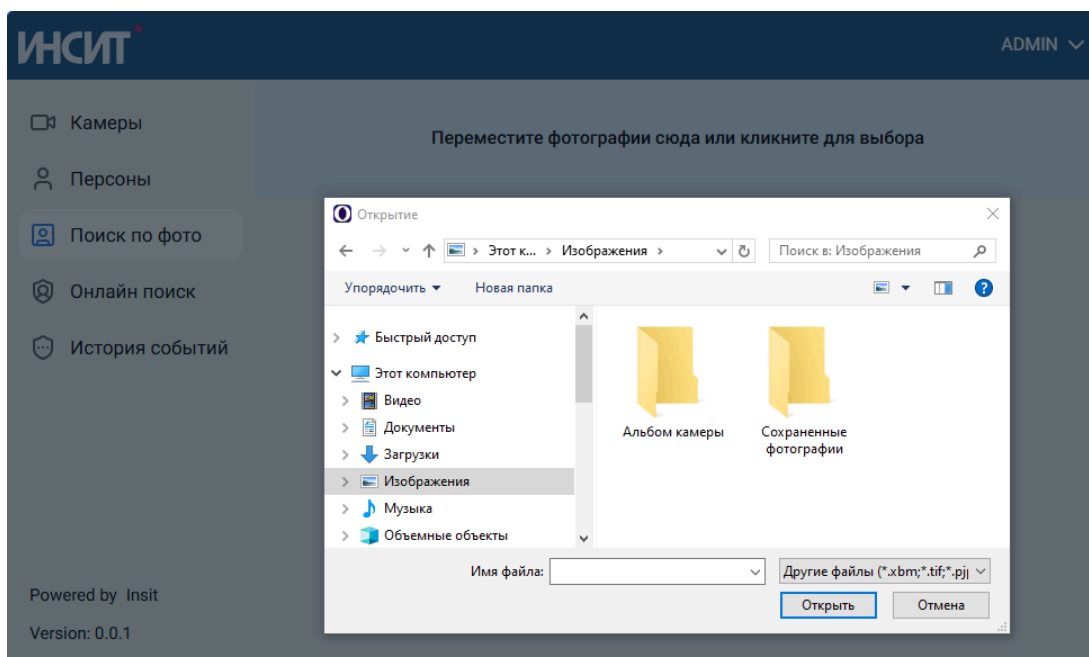 ИНСИТ
ADMIN
Камеры
Персоны
Поиск по фото
Онлайн поиск
История событий
Powered by Insit
Version: 0.0.1
Переместите фотографии сюда или кликните для выбора
Открытие
Этот к... > Изображения >
Поиск в: Изображения
Упорядочить
Новая папка
Быстрый доступ
Этот компьютер
Видео
Документы
Загрузки
Изображения
Музыка
Объемные объекты
Альбом камеры
Сохраненные
фотографии
Имя файла:
Другие файлы (*.xbm;*.tif;*.pj
Открыть
Отмена